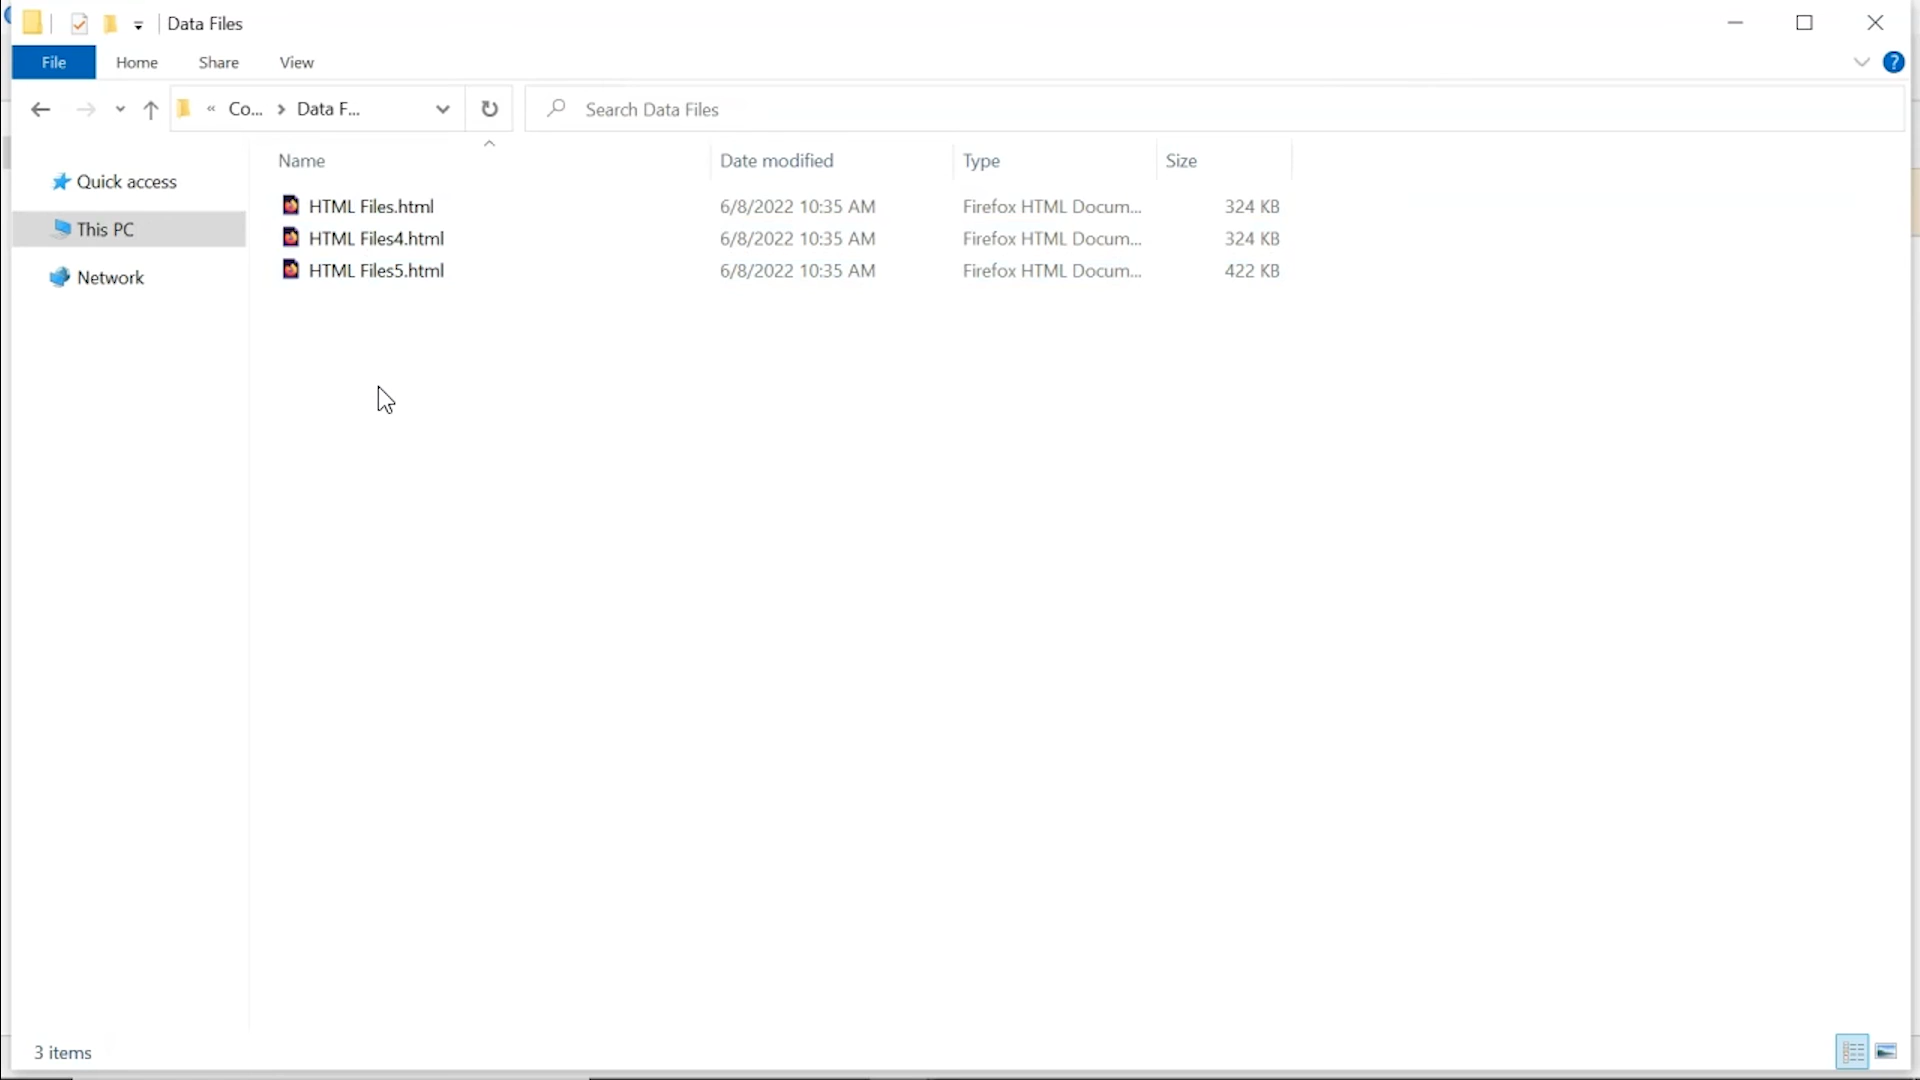 Data Files
File Home Share View ?
« Co... > Data F... Search Data Files
Name Date modified Type Size
Quick access
This PC
Network
HTML Files.html 6/8/2022 10:35 AM Firefox HTML Docum... 324 KB
HTML Files4.html 6/8/2022 10:35 AM Firefox HTML Docum... 324 KB
HTML Files5.html 6/8/2022 10:35 AM Firefox HTML Docum... 422 KB
3 items